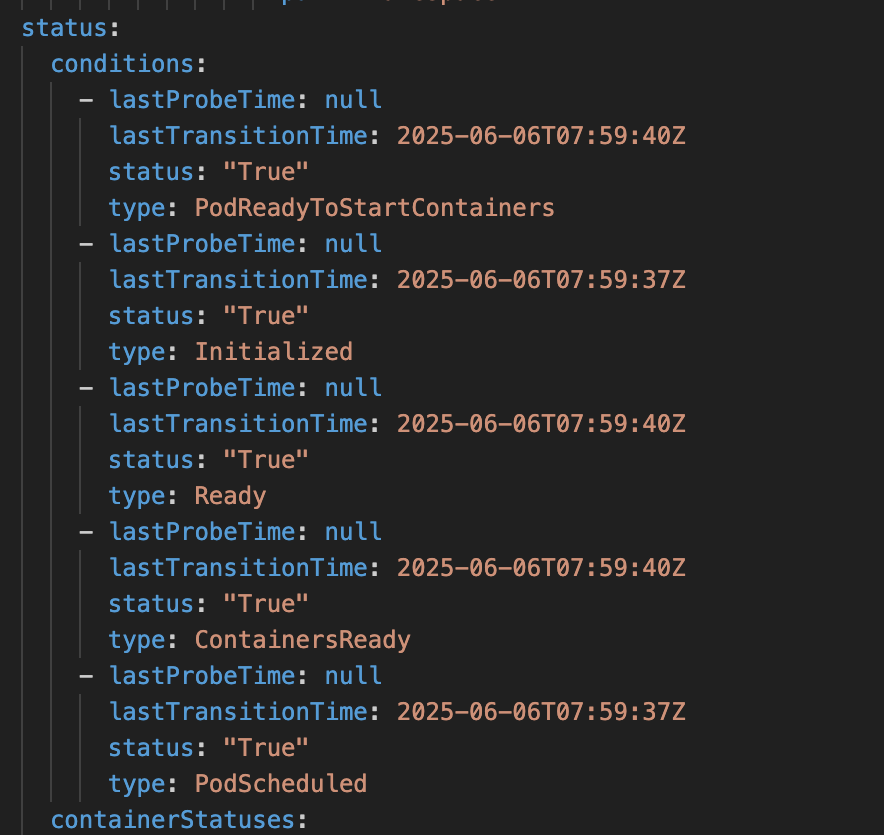 status:
conditions:
- lastProbeTime: null
lastTransitionTime: 2025-06-06T07:59:40Z
status: "True"
type: PodReadyToStartContainers
- lastProbeTime: null
lastTransitionTime: 2025-06-06T07:59:37Z
status: "True"
type: Initialized
- lastProbeTime: null
lastTransitionTime: 2025-06-06T07:59:40Z
status: "True"
type: Ready
- lastProbeTime: null
lastTransitionTime: 2025-06-06T07:59:40Z
status: "True"
type: ContainersReady
- lastProbeTime: null
lastTransitionTime: 2025-06-06T07:59:37Z
status: "True"
type: PodScheduled
containerStatuses: